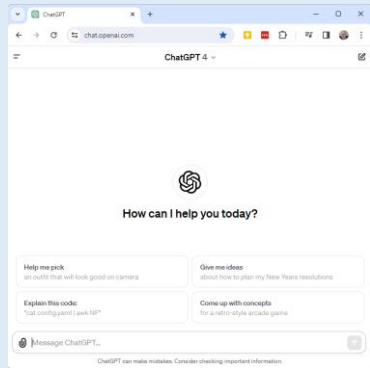 ChatGPT
chat.openai.com
ChatGPT 4
How can I help you today?
Help me pick
an outfit that will look good on camera
Give me ideas
about how to plan my New Years resolutions
Explain this code:
"cat config.yaml | awk NF"
Come up with concepts
for a retro-style arcade game
Message ChatGPT...
ChatGPT can make mistakes. Consider checking important information.